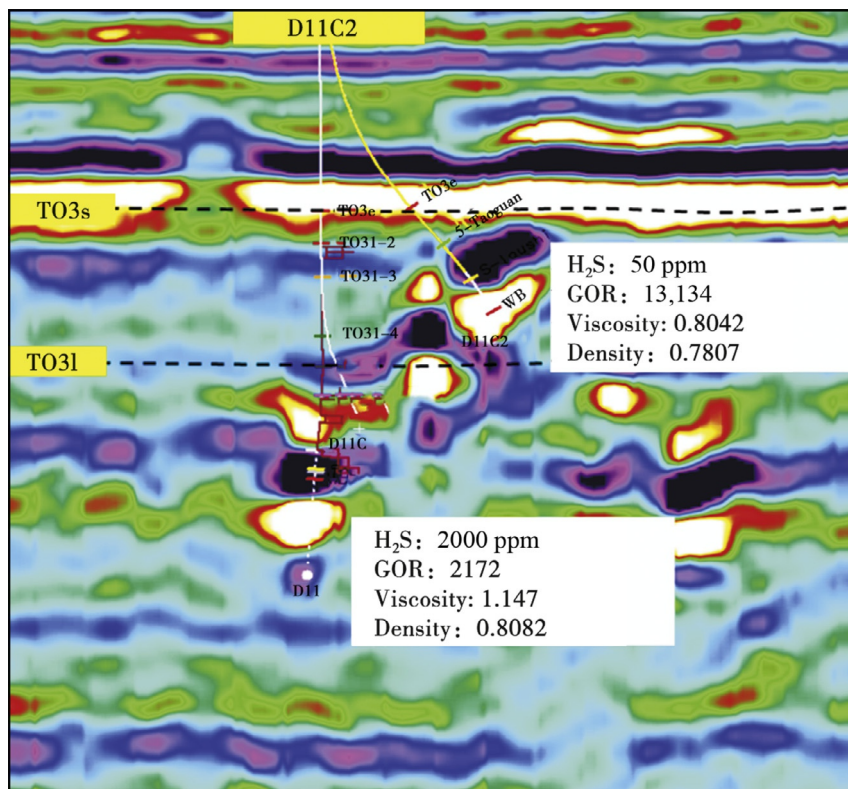 D11C2
TO3s
TO3e
TO3e
5-Taoguan
TO31-2
TO31-3
WB
TO31-4
D11C2
H₂S: 50 ppm
GOR: 13,134
Viscosity: 0.8042
Density: 0.7807
TO3l
D11C
H₂S: 2000 ppm
GOR: 2172
Viscosity: 1.147
Density: 0.8082
D11